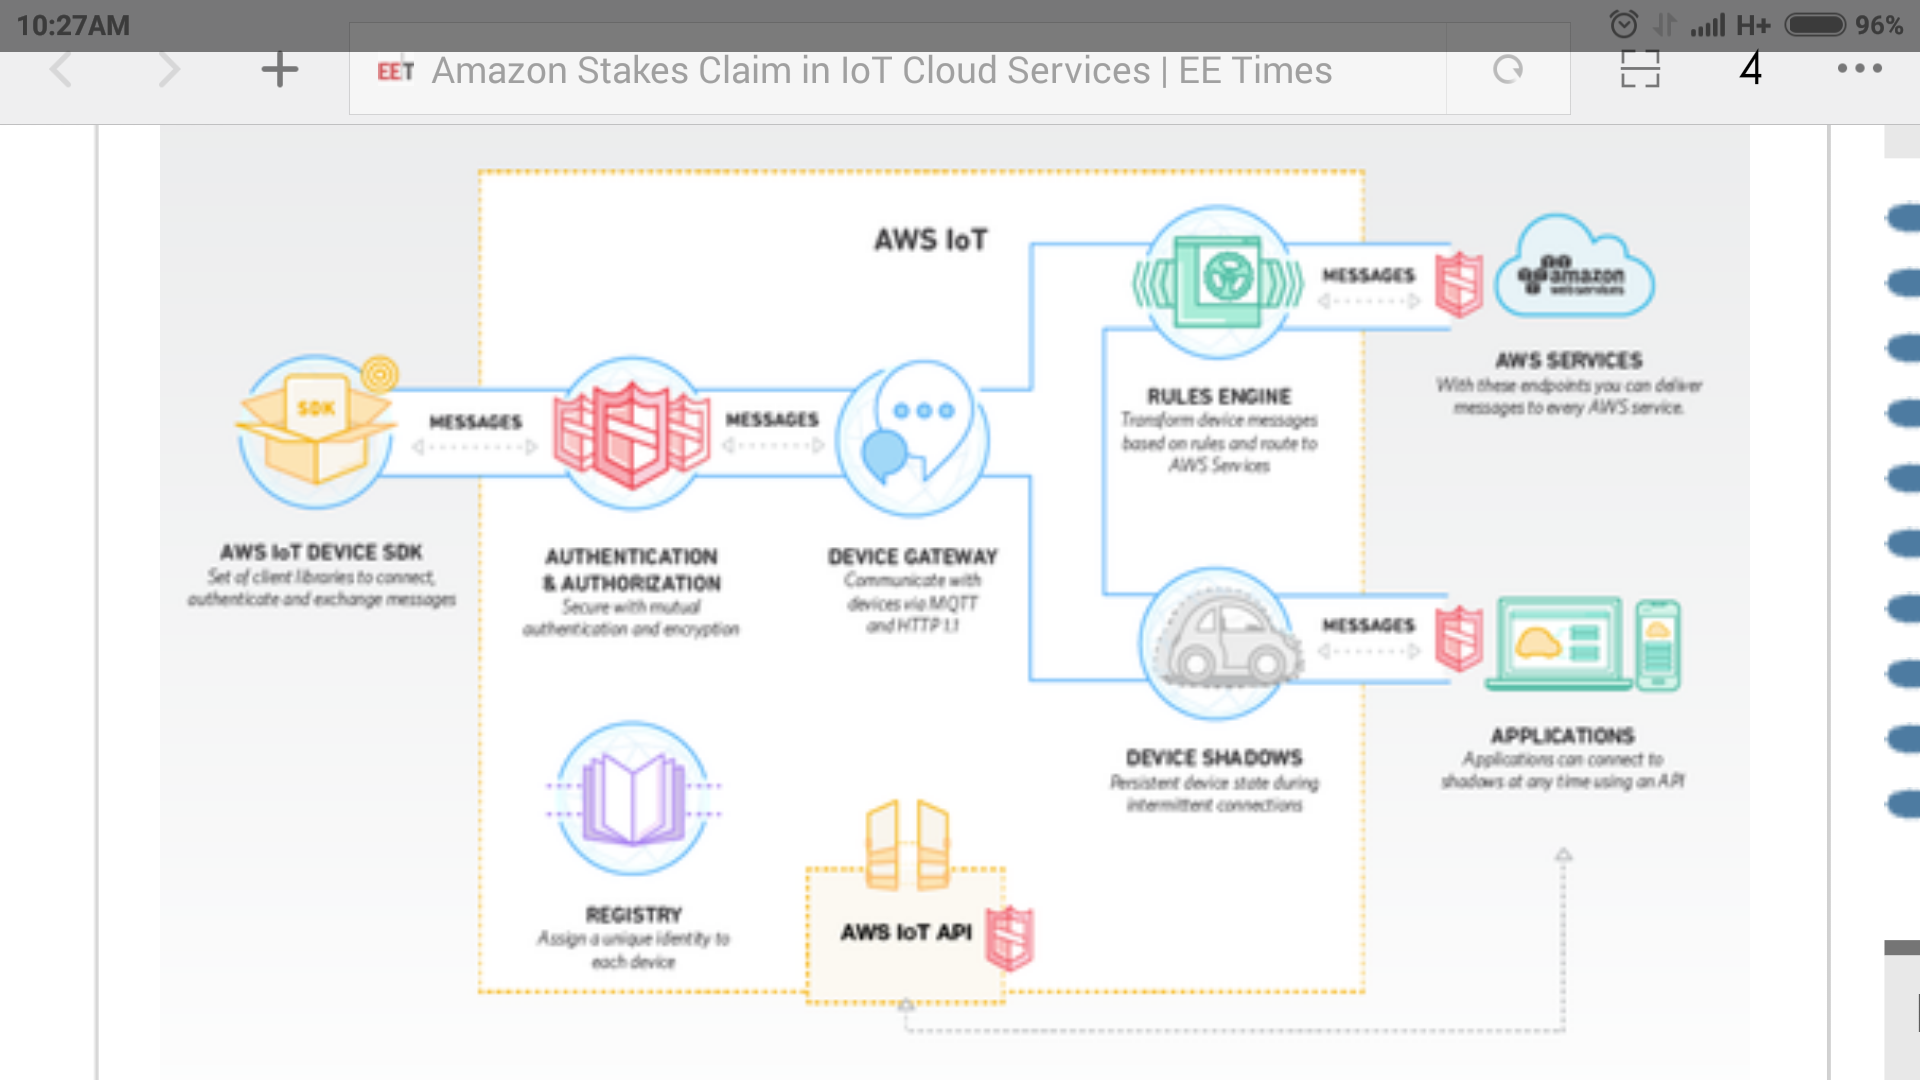 10:27AM
H+ 96%
EET Amazon Stakes Claim in IoT Cloud Services | EE Times
4
AWS IoT
MESSAGES
amazon
webservices
AWS SERVICES
With these endpoints you can deliver
messages to every AWS service.
RULES ENGINE
Transform device messages
based on rules and route to
AWS Services
SDK
MESSAGES
MESSAGES
AWS IoT DEVICE SDK
Set of client libraries to connect,
authenticate and exchange messages
AUTHENTICATION
& AUTHORIZATION
Secure with mutual
authentication and encryption
DEVICE GATEWAY
Communicate with
devices via MQTT
and HTTP 1.1
MESSAGES
DEVICE SHADOWS
Persistent device state during
intermittent connections
APPLICATIONS
Applications can connect to
shadows at any time using an API
REGISTRY
Assign a unique identity to
each device
AWS IoT API